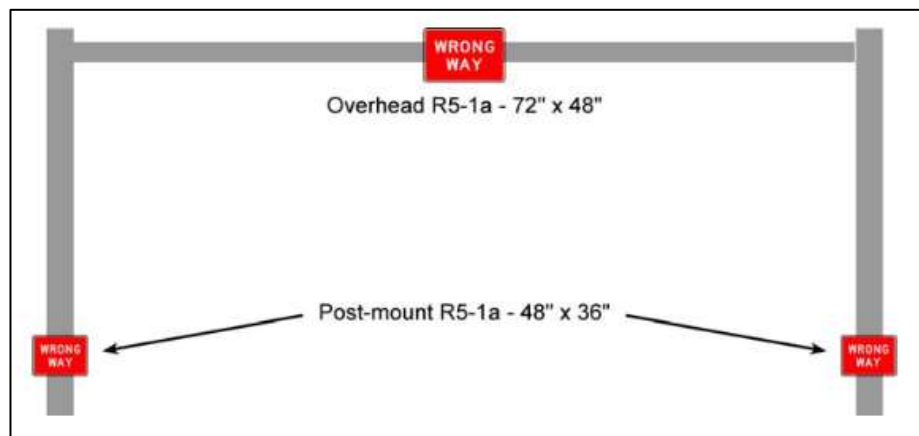 WRONG
WAY
Overhead R5-1a - 72" x 48"
Post-mount R5-1a - 48" x 36"
WRONG
WAY
WRONG
WAY